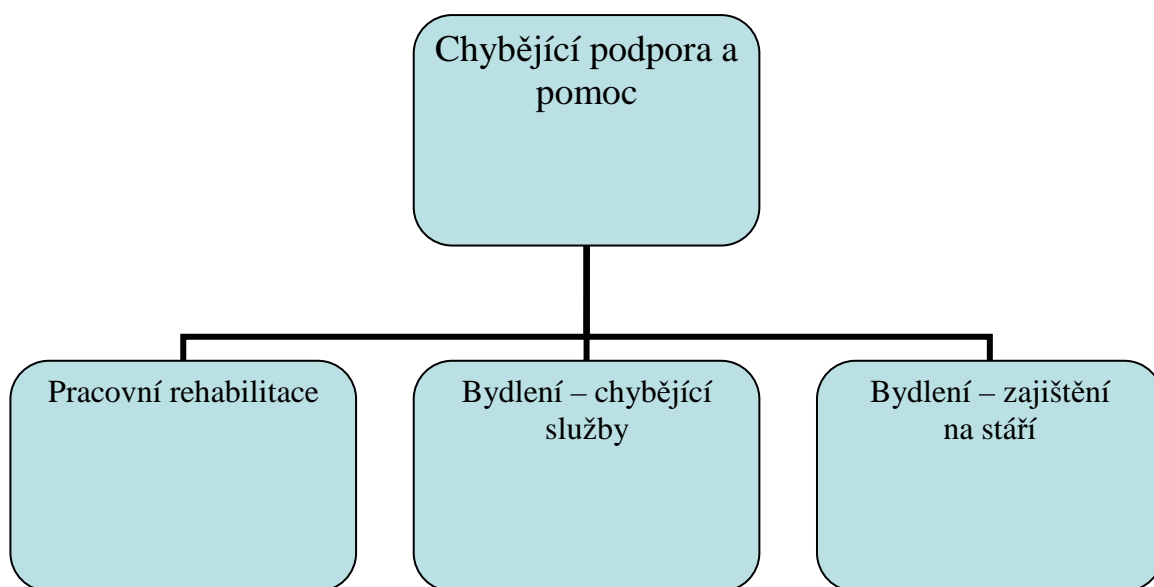 Chybějící podpora a
pomoc
Pracovní rehabilitace
Bydlení – chybějící
služby
Bydlení – zajištění
na stáří